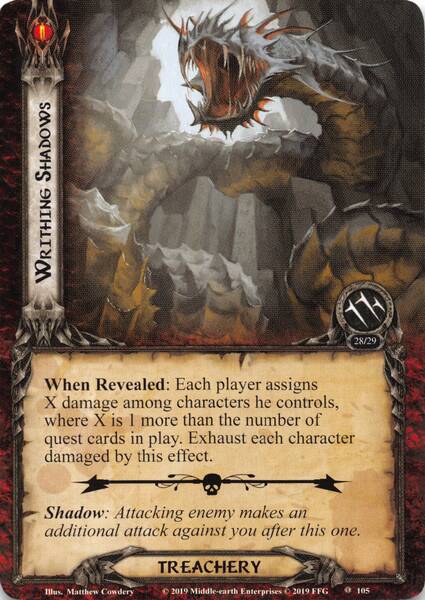 WRITHING SHADOWS
28/29
When Revealed: Each player assigns
X damage among characters he controls,
where X is 1 more than the number of
quest cards in play. Exhaust each character
damaged by this effect.
Shadow: Attacking enemy makes an
additional attack against you after this one.
TREACHERY
Illus. Matthew Cowdery © 2019 Middle-earth Enterprises © 2019 FFG 105